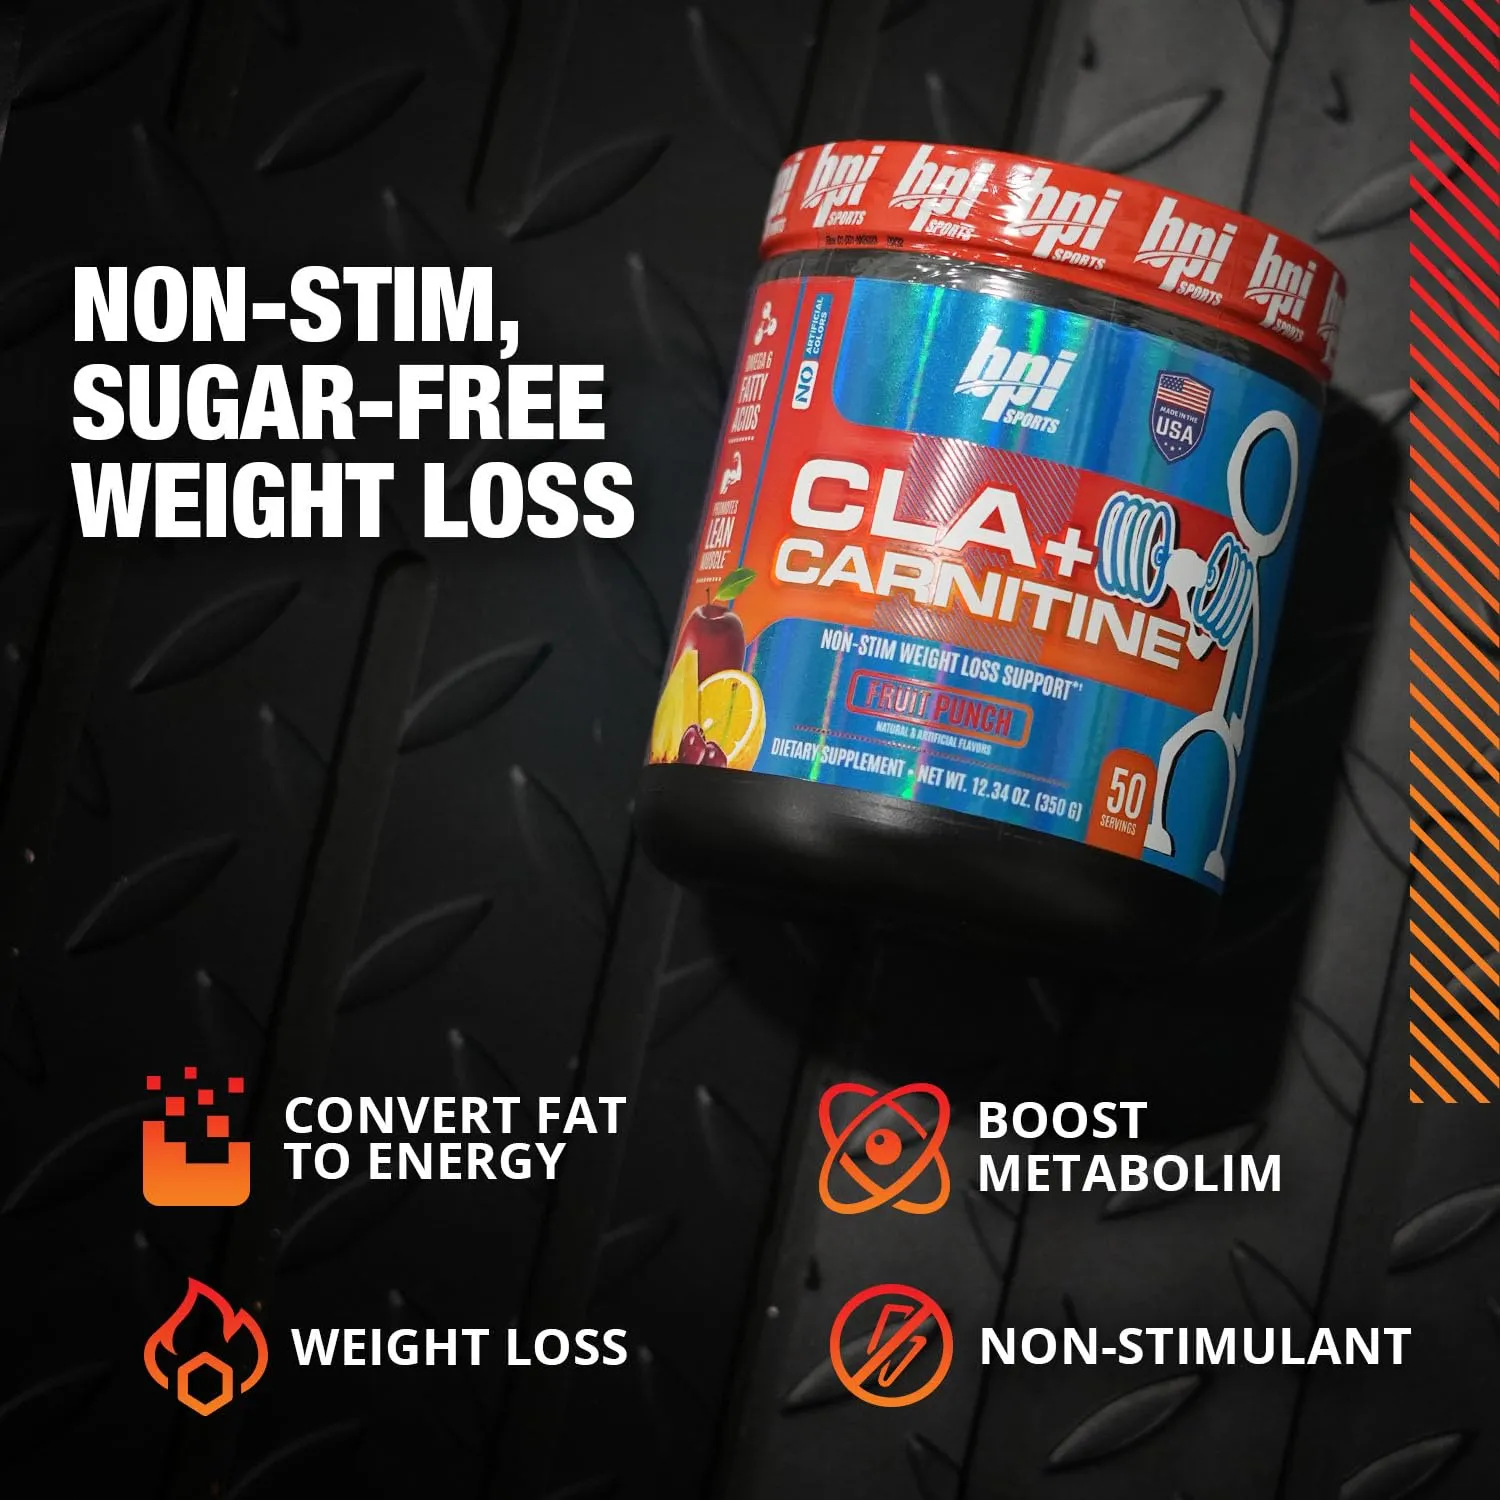 NON-STIM,
SUGAR-FREE
WEIGHT LOSS
bpi
SPORTS
bpi
SPORTS
bpi
SPORTS
bpi
SPORTS
bpi
SPORTS
OMEGA 6
FATTY
ACIDS
PROMOTES
LEAN
MUSCLE
NO ARTIFICIAL
COLORS
bpi
SPORTS
MADE IN THE
USA
CLA+
CARNITINE
NON-STIM WEIGHT LOSS SUPPORT*†
FRUIT PUNCH
NATURAL & ARTIFICIAL FLAVORS
DIETARY SUPPLEMENT • NET WT. 12.34 OZ. (350 G)
50
SERVINGS
CONVERT FAT
TO ENERGY
BOOST
METABOLIM
WEIGHT LOSS
NON-STIMULANT